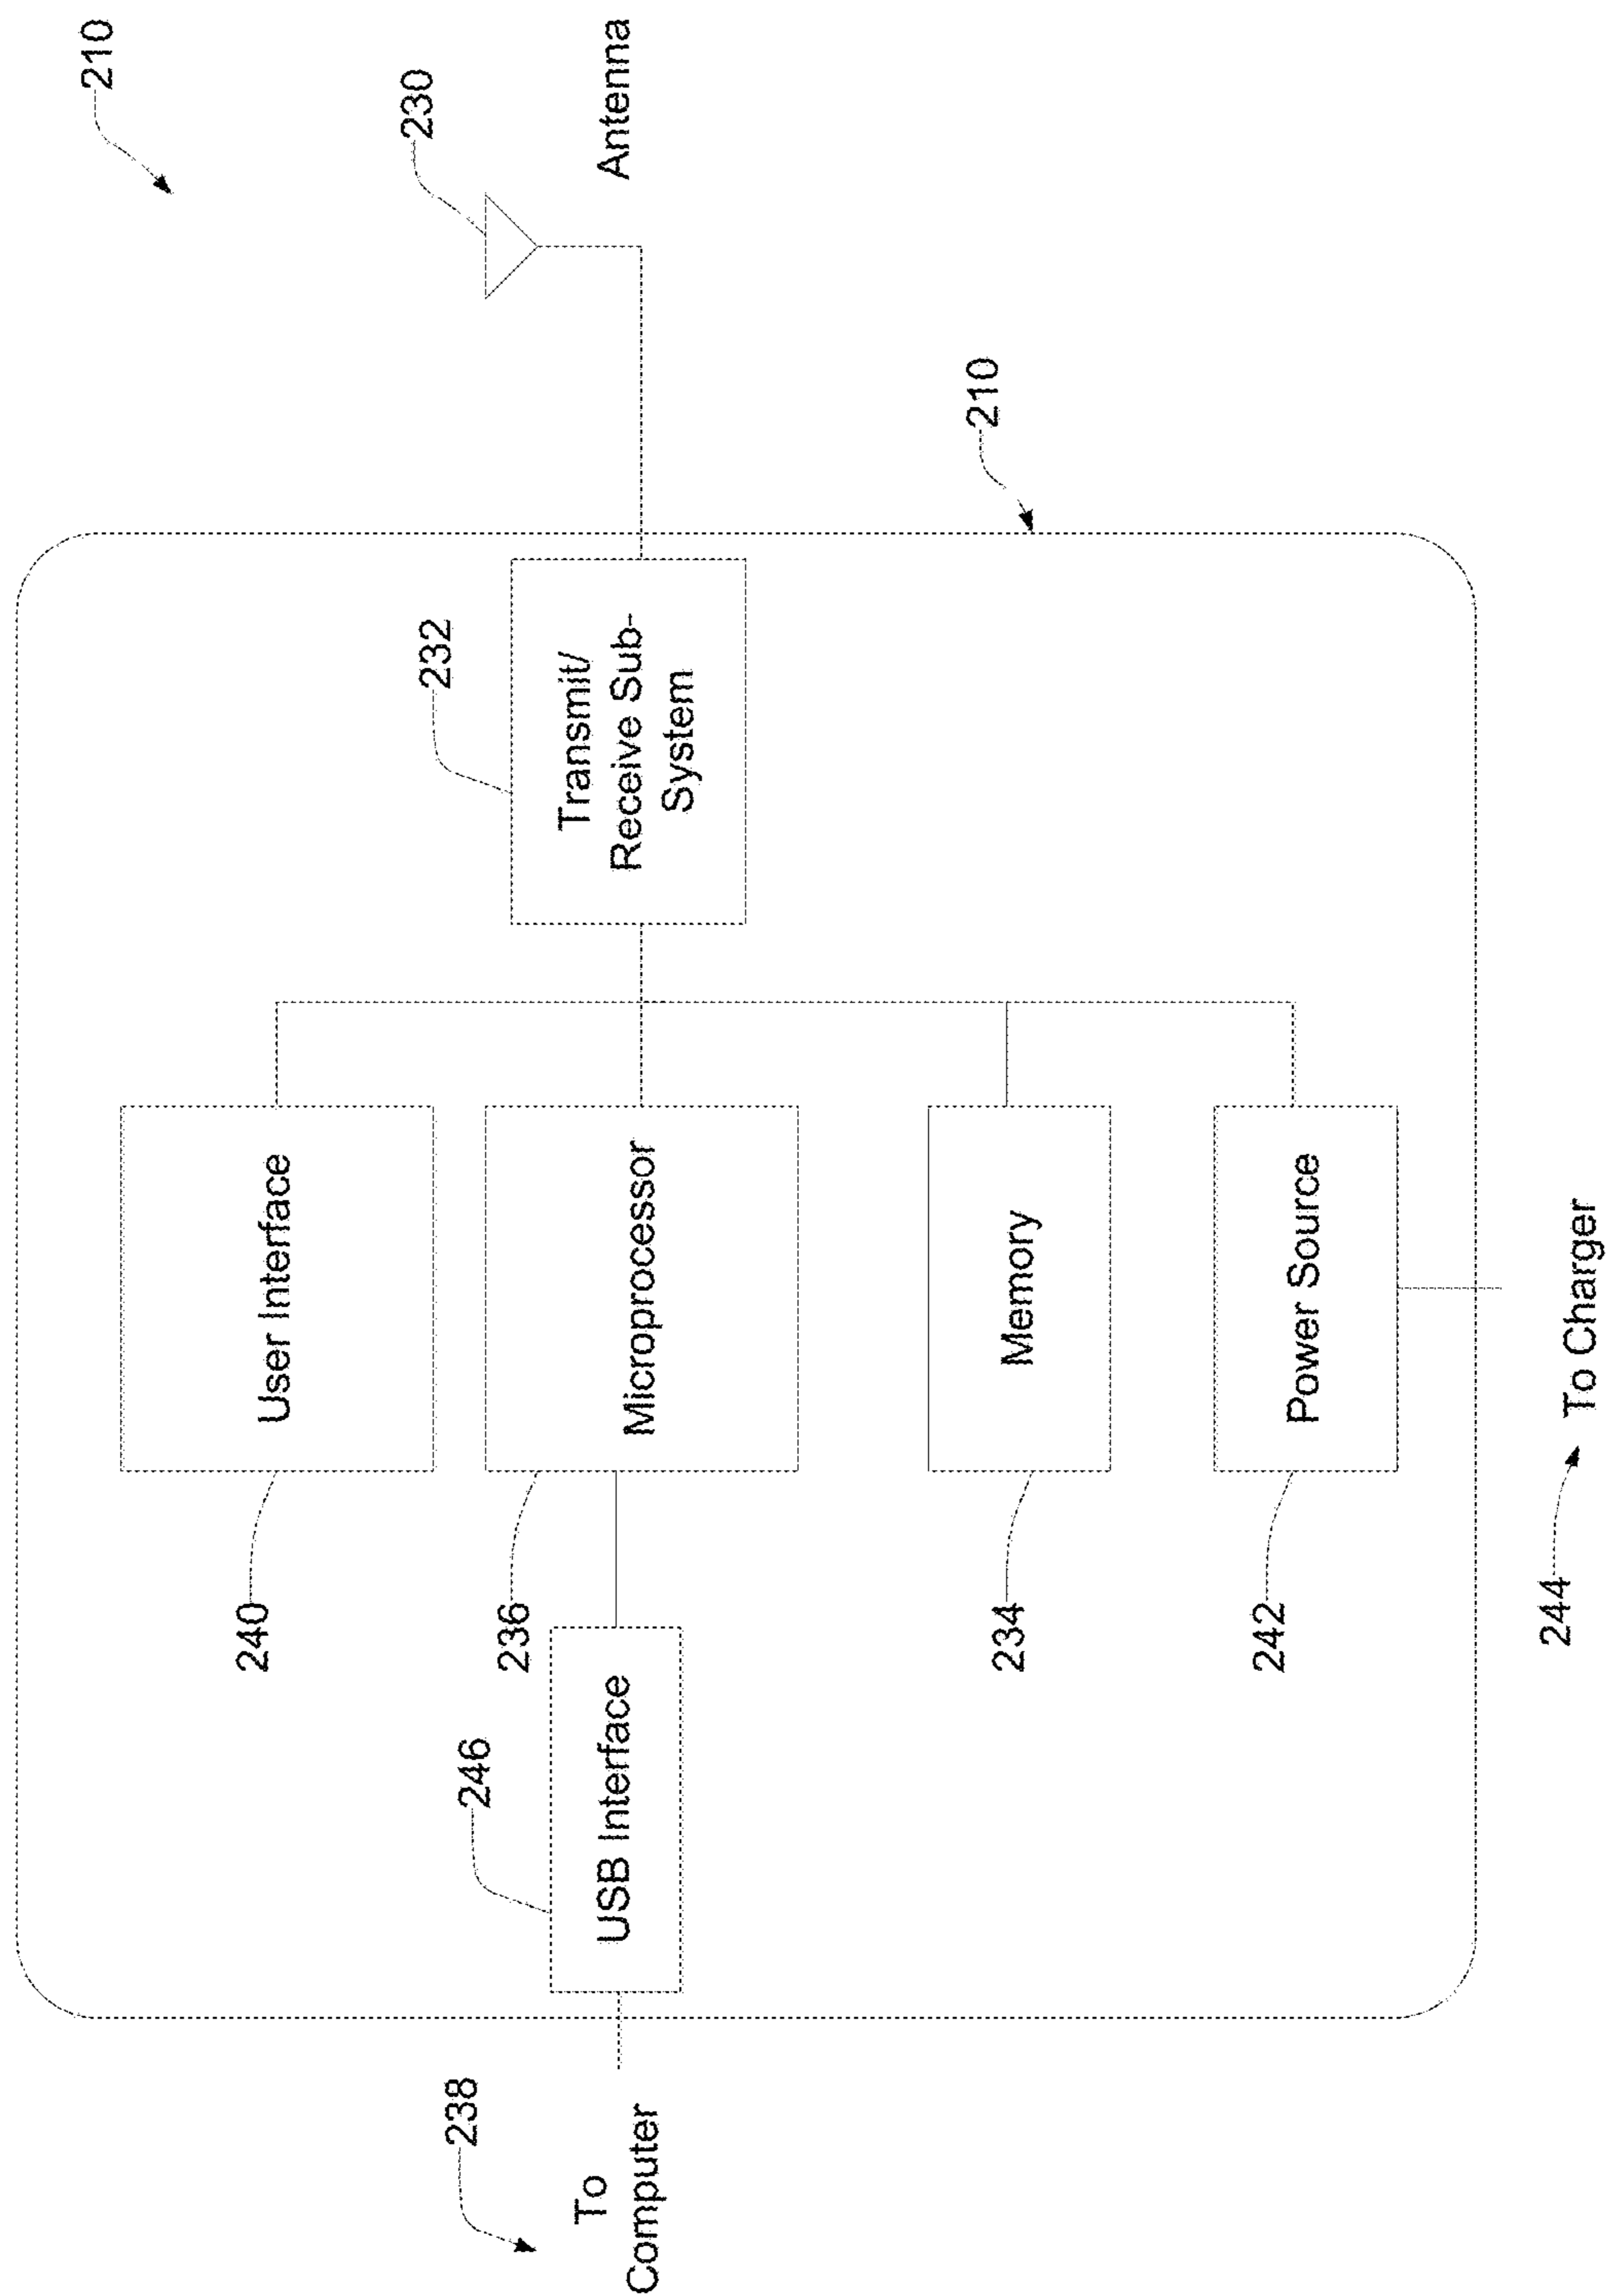 210
230
Antenna
210
232
Transmit/
Receive Sub-
System
User Interface
Microprocessor
Memory
Power Source
240
236
234
242
246
USB Interface
238
To
Computer
244
To Charger